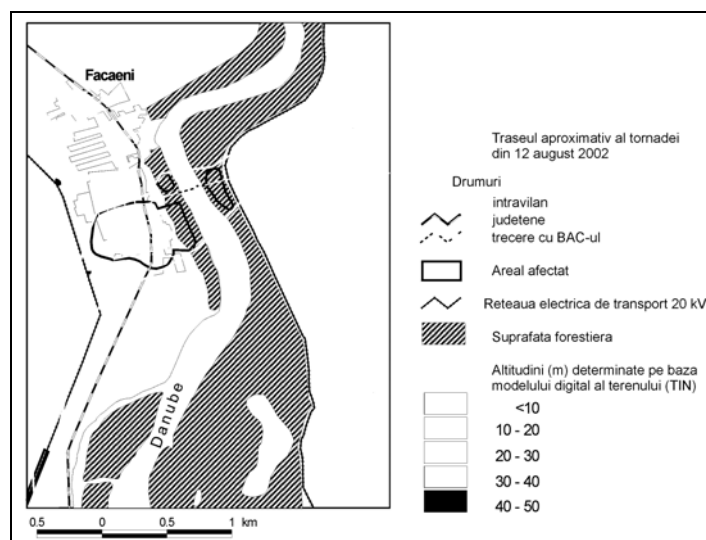 Facaeni
Danube
0.5 0 0.5 1 km
Traseul aproximativ al tornadei
din 12 august 2002
Drumuri
intravilan
judetene
trecere cu BAC-ul
Areal afectat
Reteaua electrica de transport 20 kV
Suprafata forestiera
Altitudini (m) determinate pe baza
modelului digital al terenului (TIN)
<10
10 - 20
20 - 30
30 - 40
40 - 50